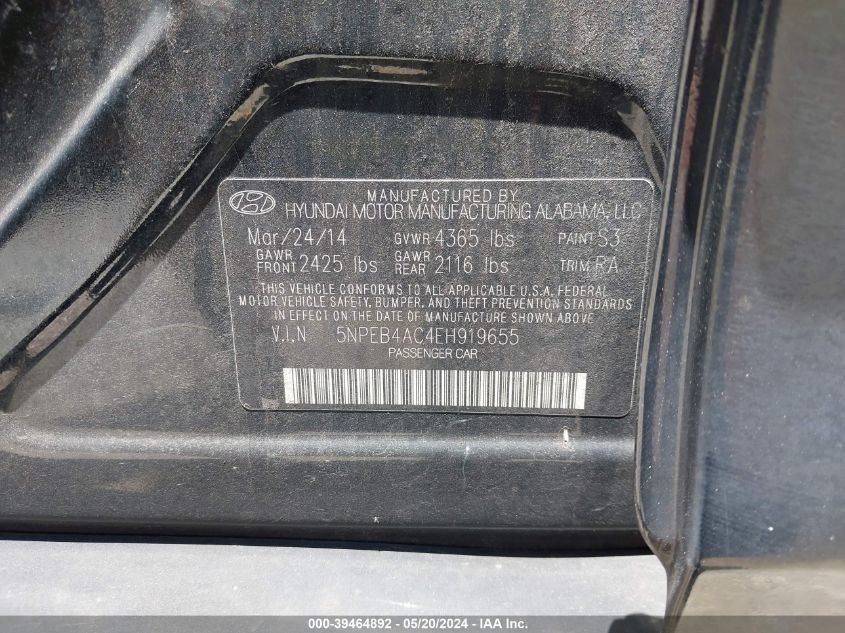 MANUFACTURED BY
HYUNDAI MOTOR MANUFACTURING ALABAMA, LLC
Mar/24/14 GVWR 4365 lbs PAINT S3
GAWR FRONT 2425 lbs GAWR REAR 2116 lbs TRIM RA
THIS VEHICLE CONFORMS TO ALL APPLICABLE U.S.A. FEDERAL
MOTOR VEHICLE SAFETY, BUMPER, AND THEFT PREVENTION STANDARDS
IN EFFECT ON THE DATE OF MANUFACTURE SHOWN ABOVE
V.I.N 5NPEB4AC4EH919655
PASSENGER CAR
000-39464892 - 05/20/2024 - IAA Inc.